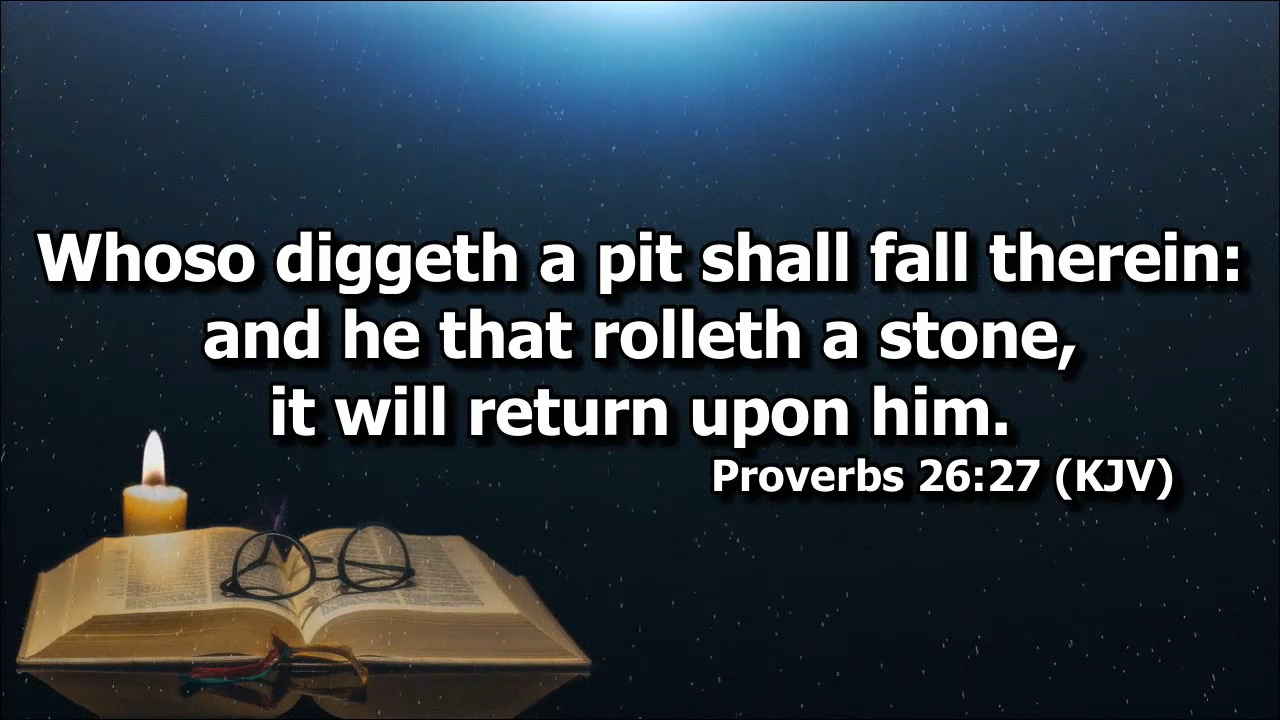 Whoso diggeth a pit shall fall therein:
and he that rolleth a stone,
it will return upon him.
Proverbs 26:27 (KJV)